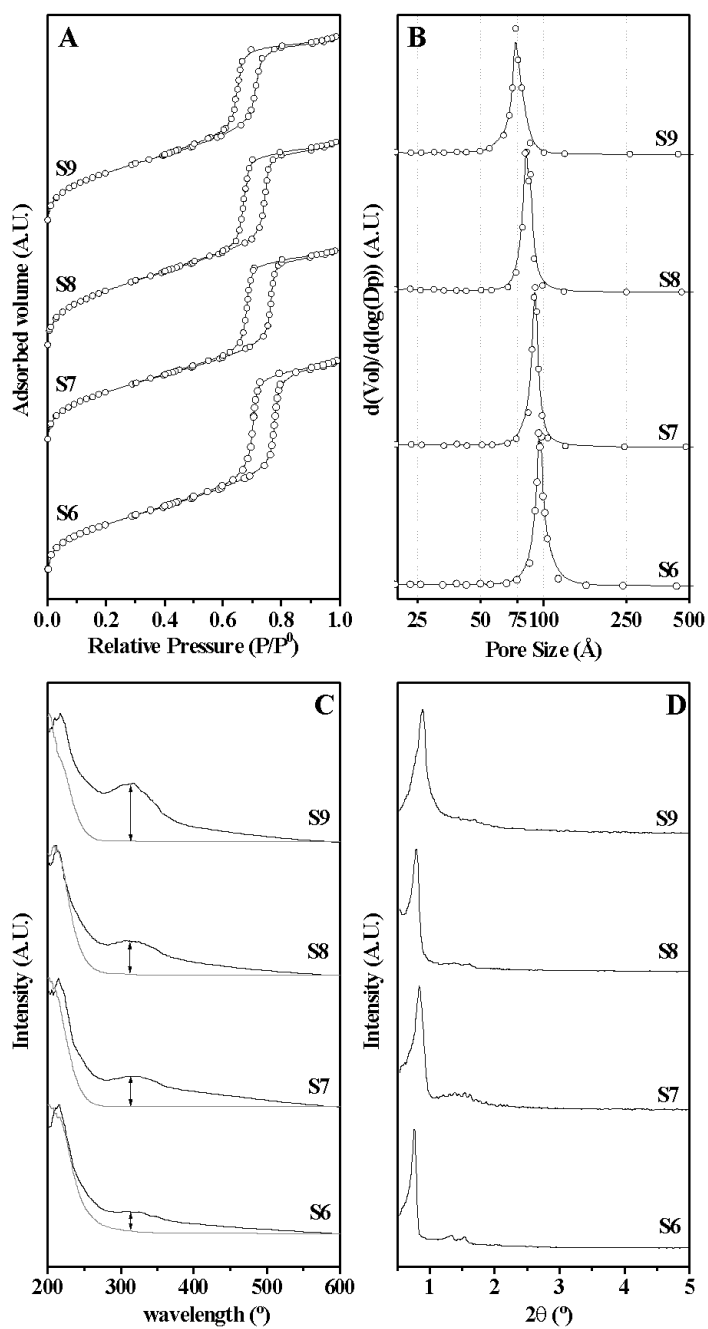 A
S9
S8
S7
S6
Adsorbed volume (A.U.)
0.0 0.2 0.4 0.6 0.8 1.0
Relative Pressure (P/P⁰)
B
S9
S8
S7
S6
d(Vol)/d(log(Dp)) (A.U.)
25 50 75 100 250 500
Pore Size (Å)
C
S9
S8
S7
S6
Intensity (A.U.)
200 300 400 500 600
wavelength (º)
D
S9
S8
S7
S6
Intensity (A.U.)
1 2 3 4 5
2θ (º)